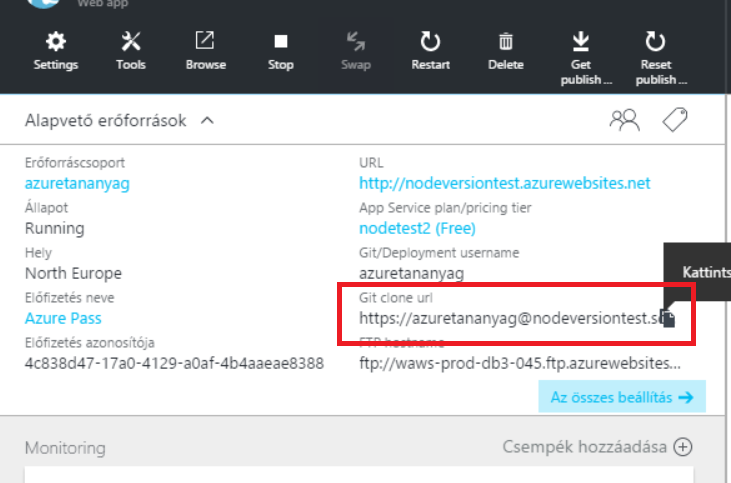 Web app
Settings Tools Browse Stop Swap Restart Delete Get publish ... Reset publish ...
Alapvető erőforrások
Erőforráscsoport
azuretananyag
URL
http://nodeversiontest.azurewebsites.net
Állapot
Running
App Service plan/pricing tier
nodetest2 (Free)
Hely
North Europe
Git/Deployment username
azuretananyag
Kattints
Előfizetés neve
Azure Pass
Git clone url
https://azuretananyag@nodeversiontest.sc
Előfizetés azonosítója
4c838d47-17a0-4129-a0af-4b4aaeae8388
FTP hostname
ftp://waws-prod-db3-045.ftp.azurewebsites...
Az összes beállítás
Monitoring
Csempék hozzáadása